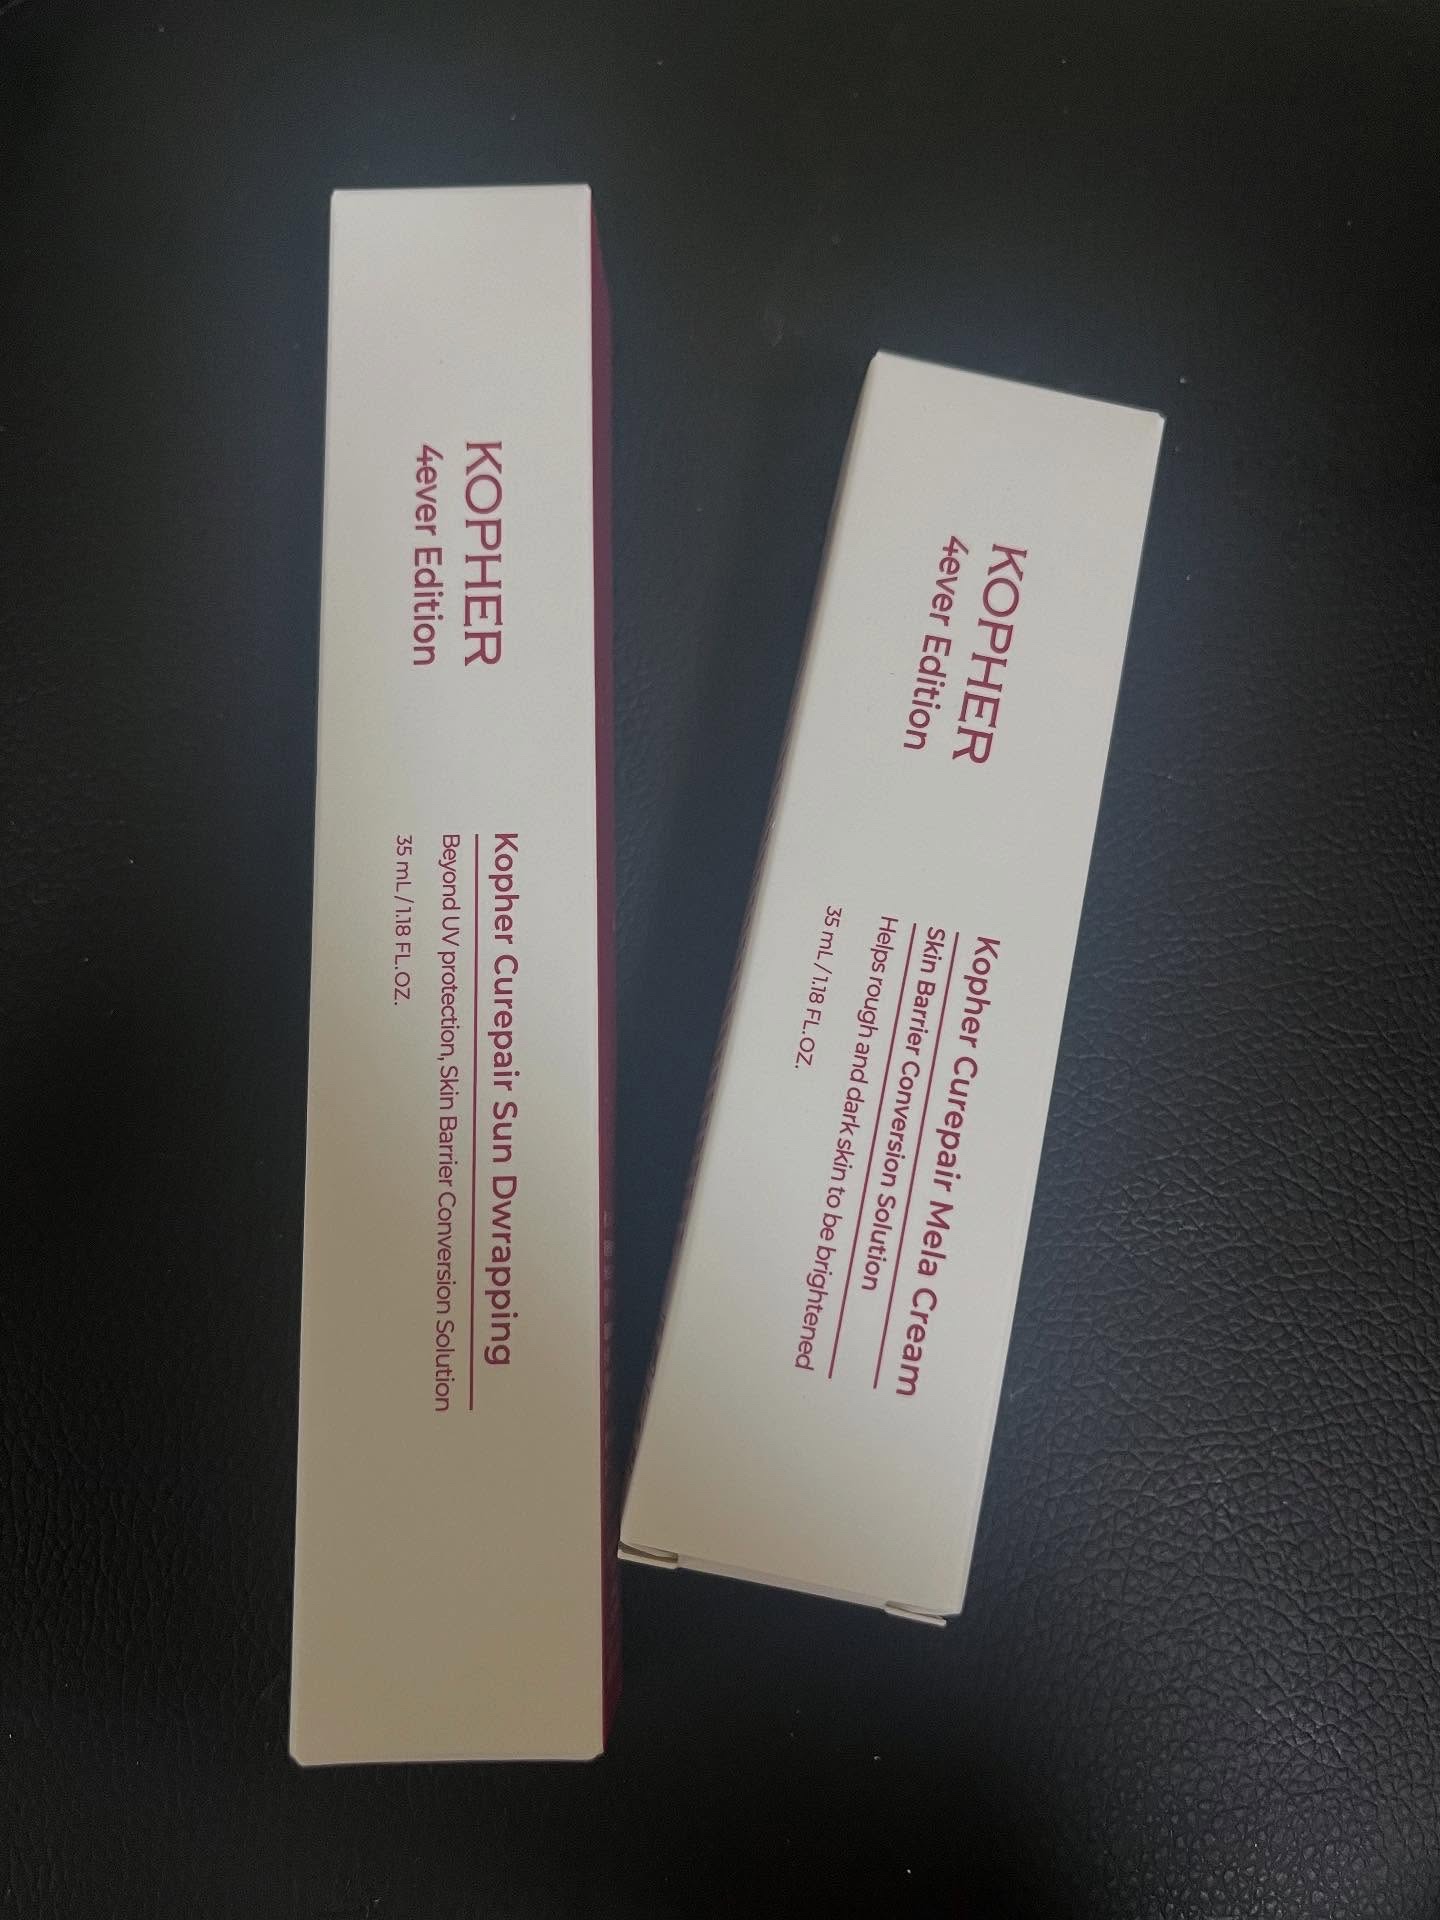 KOPHER
4ever Edition
Kopher Curepair Sun Dwrapping
Beyond UV protection, Skin Barrier Conversion Solution
35 mL / 1.18 FL.OZ.
KOPHER
4ever Edition
Kopher Curepair Mela Cream
Skin Barrier Conversion Solution
Helps rough and dark skin to be brightened
35 mL / 1.18 FL.OZ.